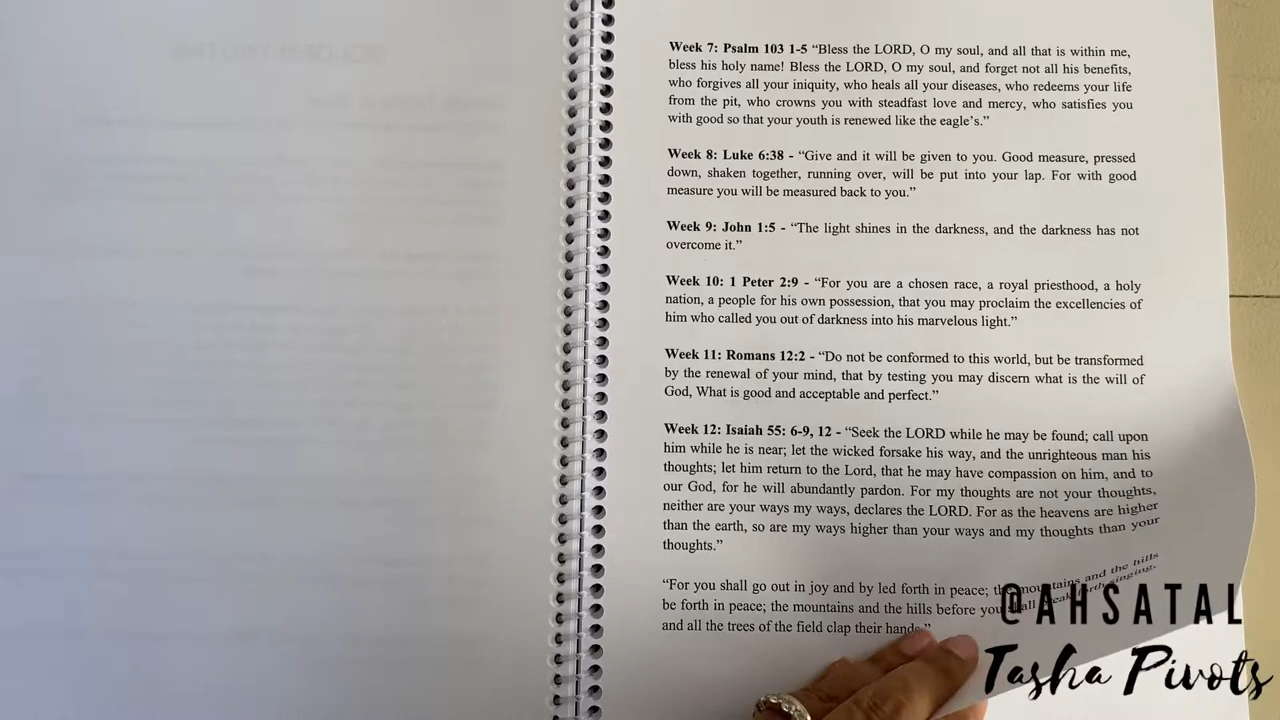 Week 7: Psalm 103 1-5 “Bless the LORD, O my soul, and all that is within me,
bless his holy name! Bless the LORD, O my soul, and forget not all his benefits,
who forgives all your iniquity, who heals all your diseases, who redeems your life
from the pit, who crowns you with steadfast love and mercy, who satisfies you
with good so that your youth is renewed like the eagle’s.”
Week 8: Luke 6:38 - “Give and it will be given to you. Good measure, pressed
down, shaken together, running over, will be put into your lap. For with good
measure you will be measured back to you.”
Week 9: John 1:5 - “The light shines in the darkness, and the darkness has not
overcome it.”
Week 10: 1 Peter 2:9 - “For you are a chosen race, a royal priesthood, a holy
nation, a people for his own possession, that you may proclaim the excellencies of
him who called you out of darkness into his marvelous light.”
Week 11: Romans 12:2 - “Do not be conformed to this world, but be transformed
by the renewal of your mind, that by testing you may discern what is the will of
God, What is good and acceptable and perfect.”
Week 12: Isaiah 55: 6-9, 12 - “Seek the LORD while he may be found; call upon
him while he is near; let the wicked forsake his way, and the unrighteous man his
thoughts; let him return to the Lord, that he may have compassion on him, and to
our God, for he will abundantly pardon. For my thoughts are not your thoughts,
neither are your ways my ways, declares the LORD. For as the heavens are higher
than the earth, so are my ways higher than your ways and my thoughts than your
thoughts.”
“For you shall go out in joy and by led forth in peace; the mountains and the hills
be forth in peace; the mountains and the hills before you shall break forth singing.
and all the trees of the field clap their hands.”
@AHSATAL
Tasha Pivots